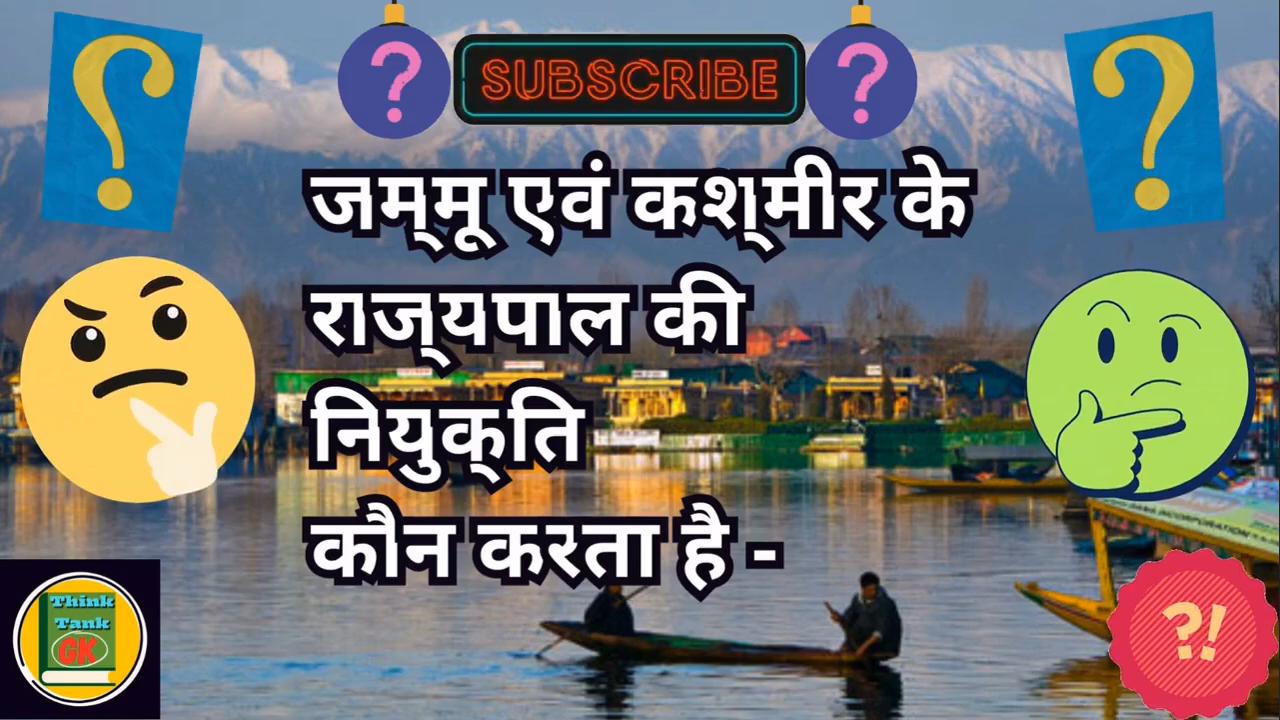 SUBSCRIBE
जम्मू एवं कश्मीर के
राज्यपाल की
नियुक्ति
कौन करता है -
Think
Tank
GK